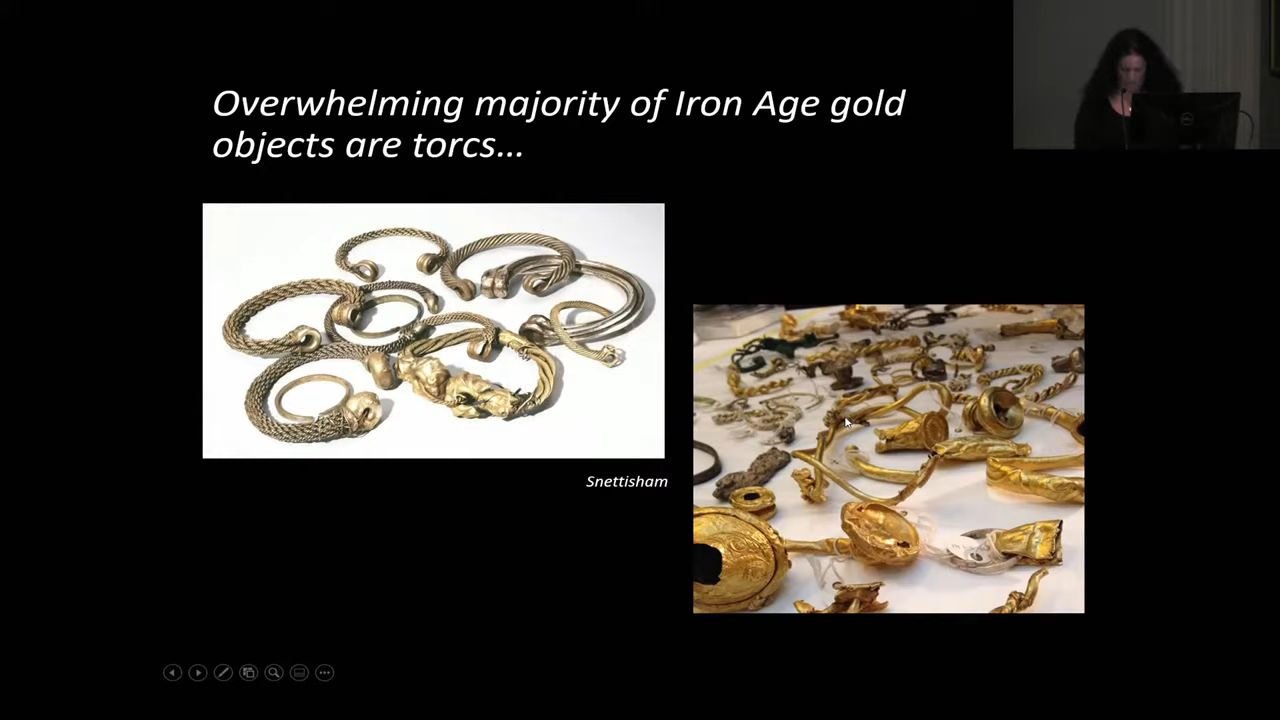 Overwhelming majority of Iron Age gold
objects are torcs...
Snettisham